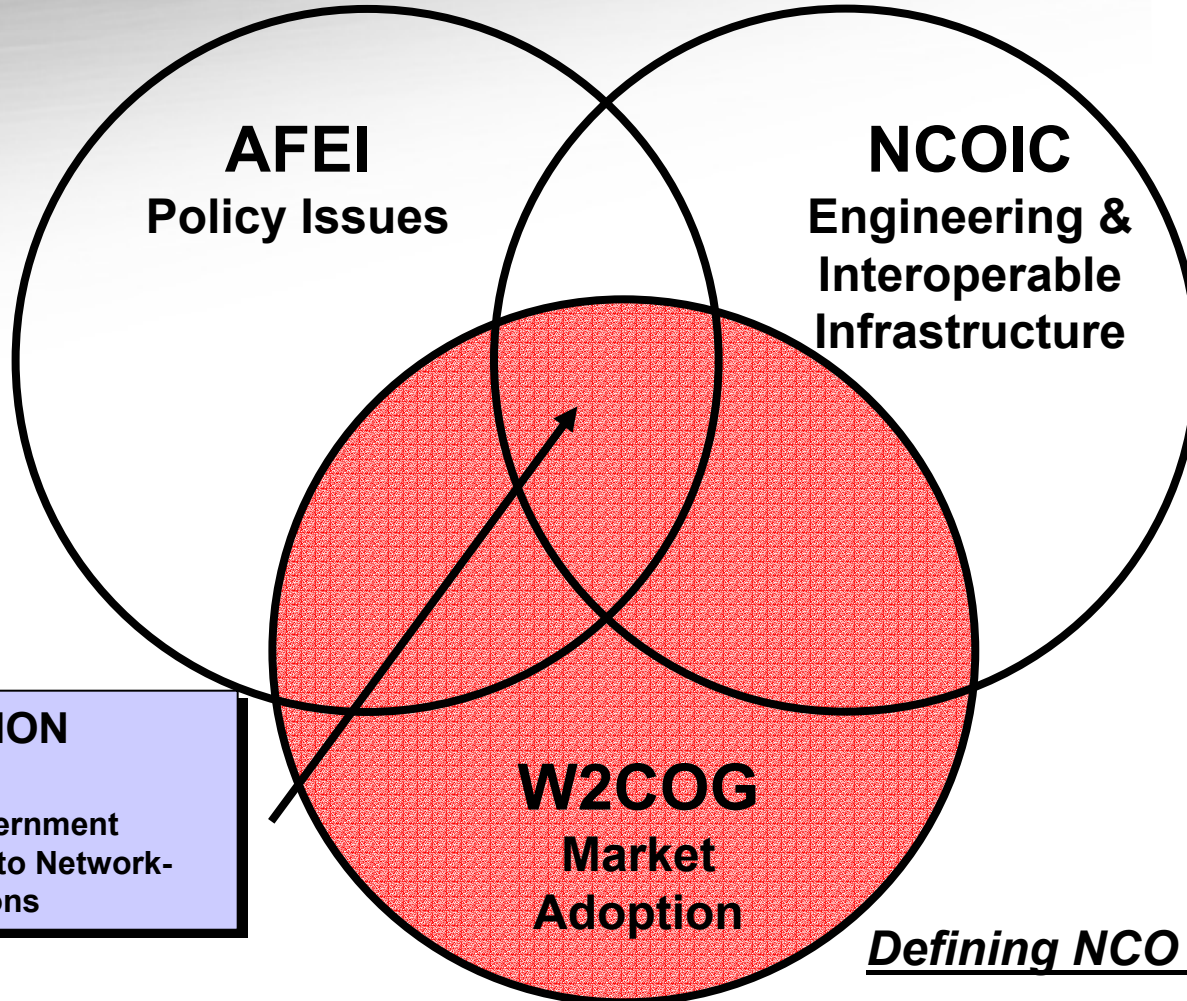 AFEI
Policy Issues
NCOIC
Engineering &
Interoperable
Infrastructure
ION
ernment
to Network-
ons
W2COG
Market
Adoption
Defining NCO